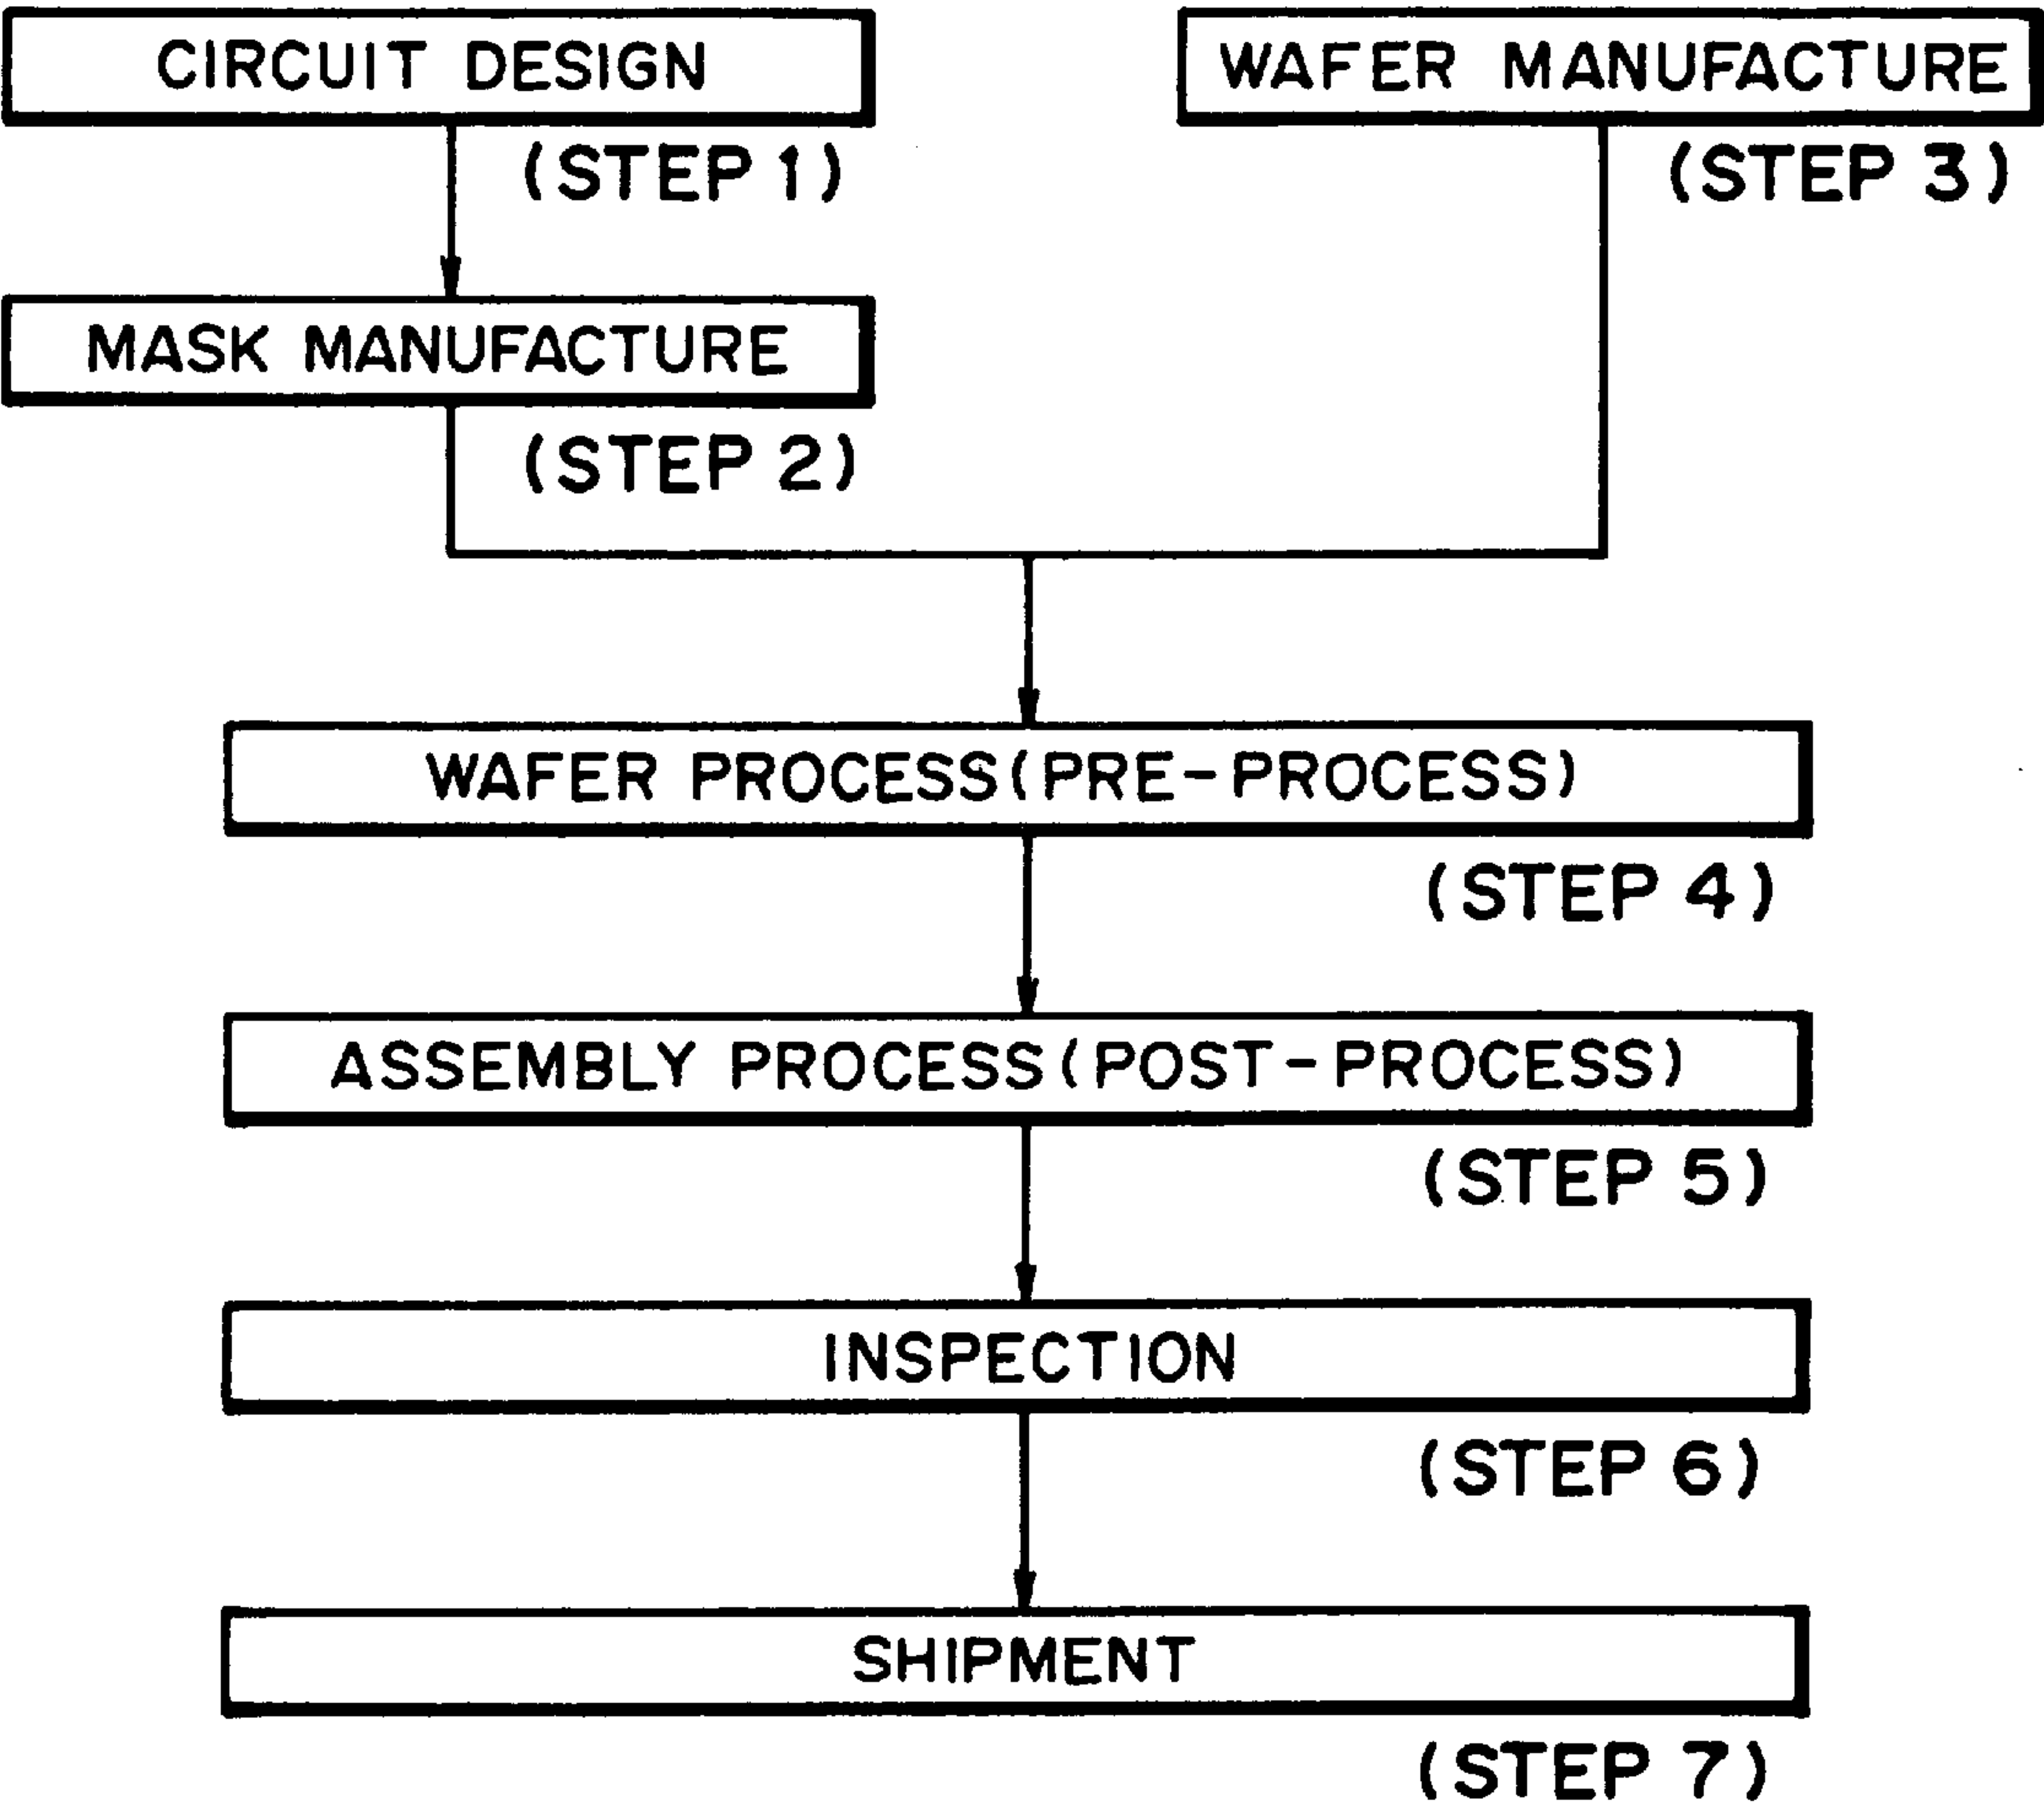 CIRCUIT DESIGN
(STEP 1)
WAFER MANUFACTURE
(STEP 3)
MASK MANUFACTURE
(STEP 2)
WAFER PROCESS(PRE-PROCESS)
(STEP 4)
ASSEMBLY PROCESS(POST-PROCESS)
(STEP 5)
INSPECTION
(STEP 6)
SHIPMENT
(STEP 7)